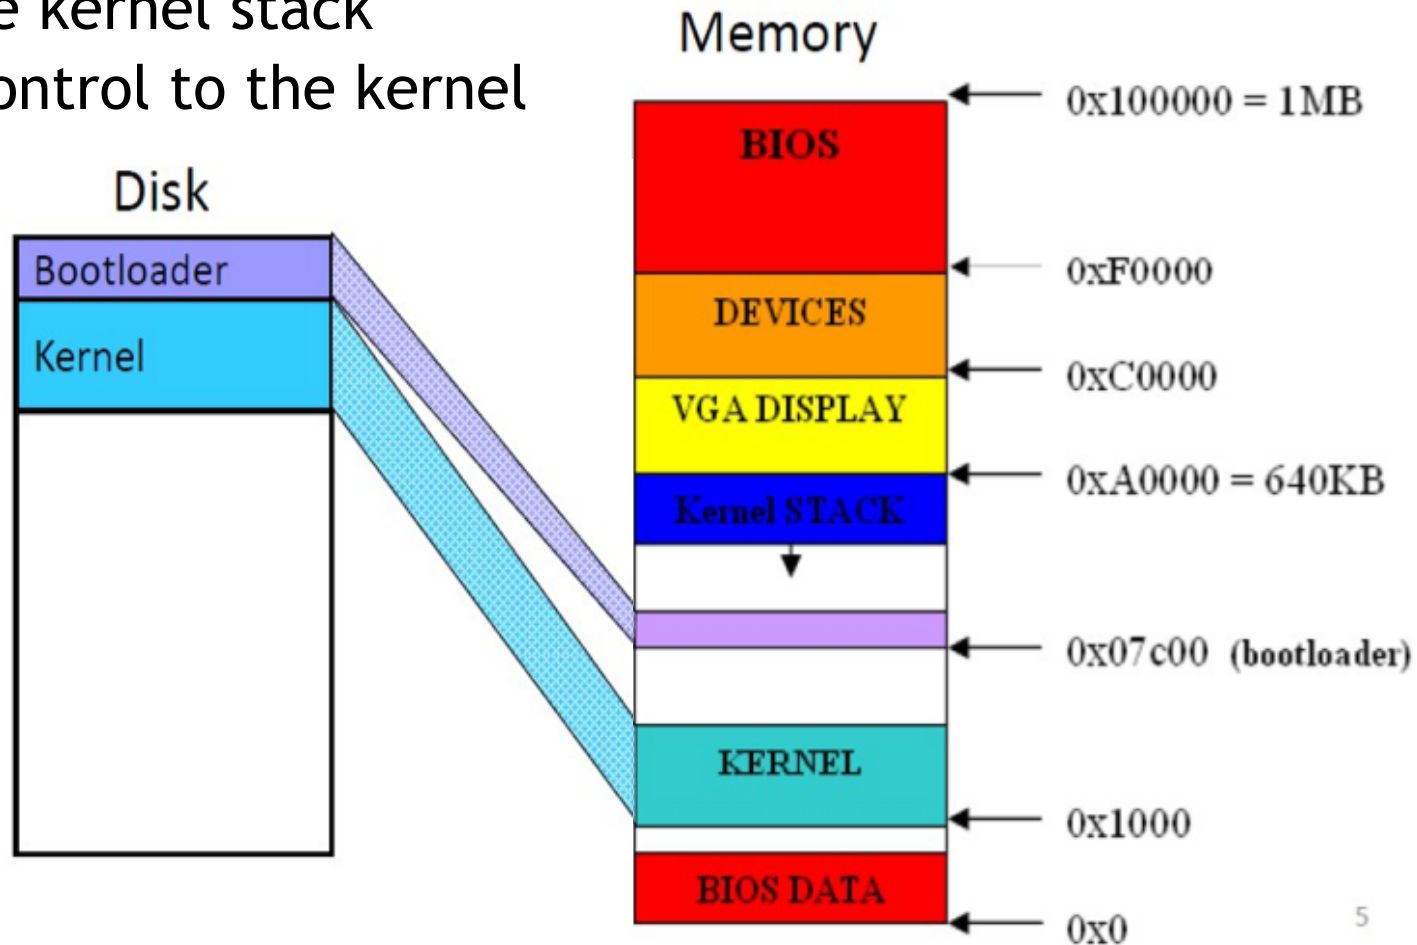 e kernel stack
ontrol to the kernel
Memory
0x100000 = 1MB
BIOS
Disk
Bootloader
0xF0000
DEVICES
Kernel
0xC0000
VGA DISPLAY
0xA0000 = 640KB
Kernel STACK
0x07c00 (bootloader)
KERNEL
0x1000
BIOS DATA
5
0x0